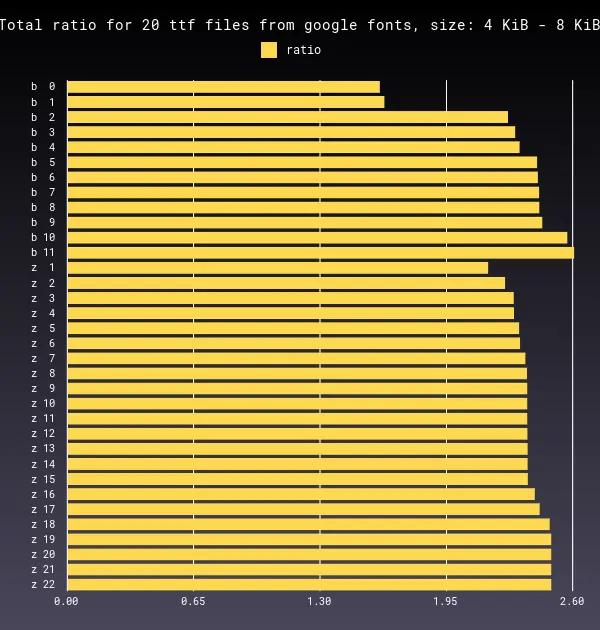 Total ratio for 20 ttf files from google fonts, size: 4 KiB - 8 KiB
ratio
b 0
b 1
b 2
b 3
b 4
b 5
b 6
b 7
b 8
b 9
b 10
b 11
z 1
z 2
z 3
z 4
z 5
z 6
z 7
z 8
z 9
z 10
z 11
z 12
z 13
z 14
z 15
z 16
z 17
z 18
z 19
z 20
z 21
z 22
0.00 0.65 1.30 1.95 2.60